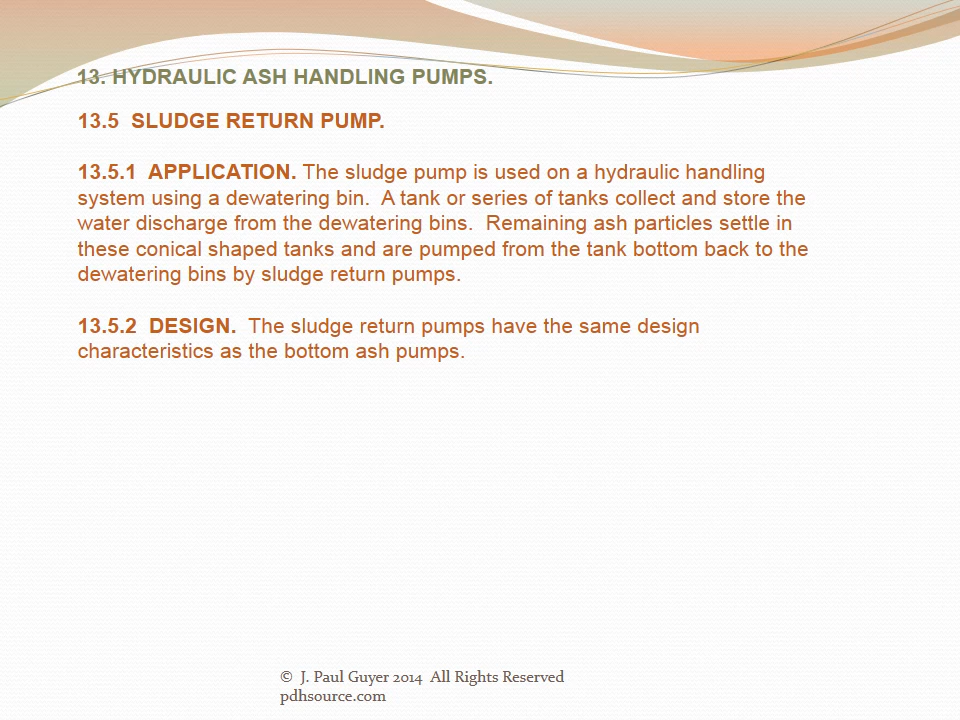 13. HYDRAULIC ASH HANDLING PUMPS.
13.5  SLUDGE RETURN PUMP.
13.5.1  APPLICATION. The sludge pump is used on a hydraulic handling
system using a dewatering bin.  A tank or series of tanks collect and store the
water discharge from the dewatering bins.  Remaining ash particles settle in
these conical shaped tanks and are pumped from the tank bottom back to the
dewatering bins by sludge return pumps.
13.5.2  DESIGN.  The sludge return pumps have the same design
characteristics as the bottom ash pumps.
©  J. Paul Guyer 2014  All Rights Reserved
pdhsource.com